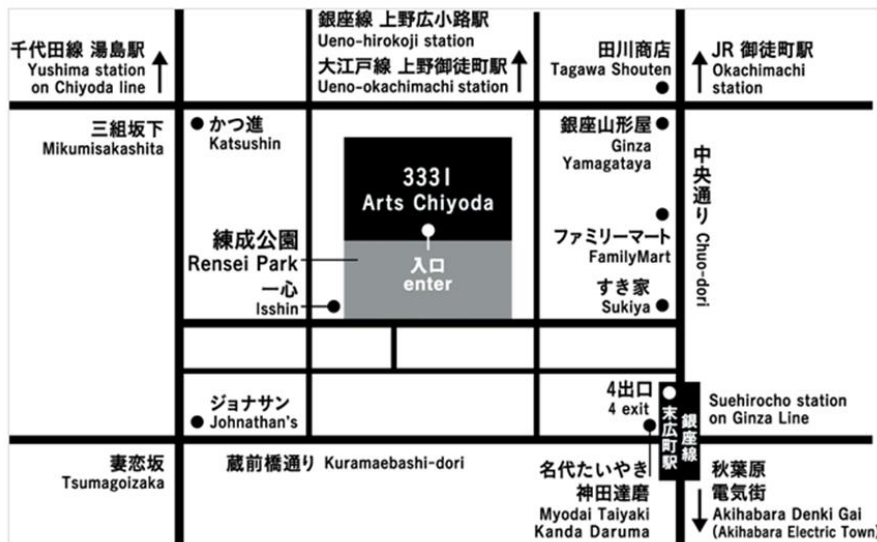 千代田線 湯島駅
Yushima station
on Chiyoda line
銀座線 上野広小路駅
Ueno-hirokoji station
大江戸線 上野御徒町駅
Ueno-okachimachi station
田川商店
Tagawa Shouten
JR 御徒町駅
Okachimachi
station
三組坂下
Mikumisakashita
かつ進
Katsushin
3331
Arts Chiyoda
銀座山形屋
Ginza
Yamagataya
中央通り Chuo-dori
練成公園
Rensei Park
入口
enter
ファミリーマート
FamilyMart
一心
Isshin
すき家
Sukiya
ジョナサン
Johnathan's
4出口
4 exit
末広町駅
銀座線
Suehirocho station
on Ginza Line
妻恋坂
Tsumagoizaka
蔵前橋通り Kuramaebashi-dori
名代たいやき
神田達磨
Myodai Taiyaki
Kanda Daruma
秋葉原
電気街
Akihabara Denki Gai
(Akihabara Electric Town)